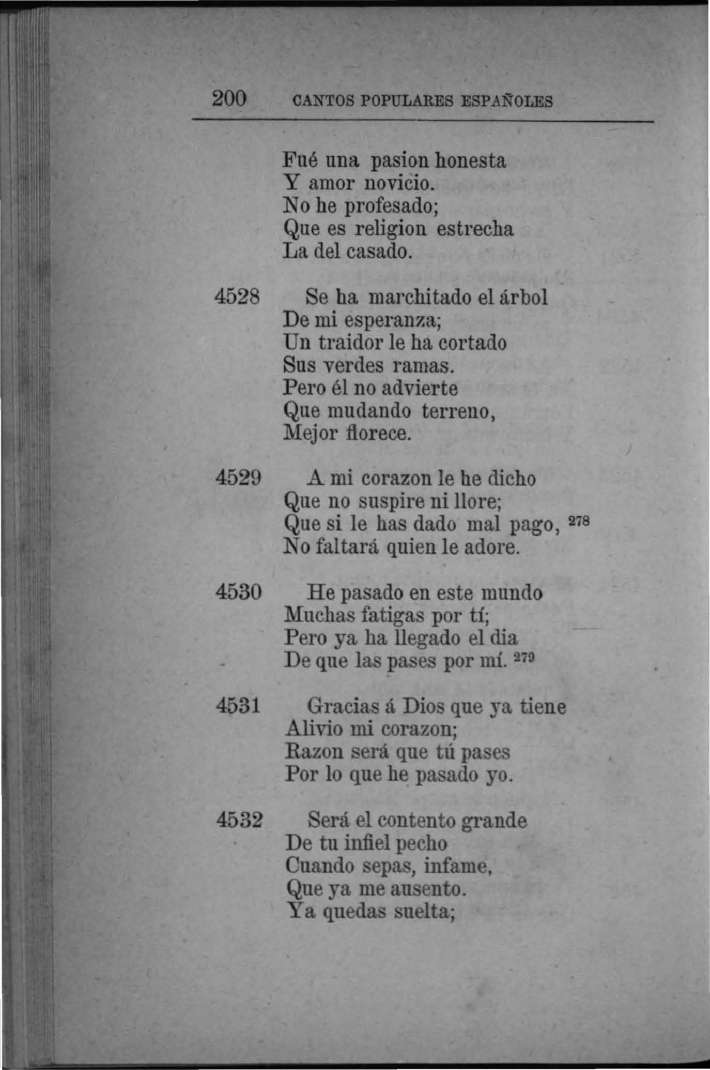 200 CANTOS POPULARES ESPAÑOLES
Fué una pasion honesta
Y amor novicio.
No he profesado;
Que es religion estrecha
La del casado.
4528 Se ha marchitado el árbol
De mi esperanza;
Un traidor le ha cortado
Sus verdes ramas.
Pero él no advierte
Que mudando terreno,
Mejor florece.
4529 A mi corazon le he dicho
Que no suspire ni llore;
Que si le has dado mal pago, 278
No faltará quien le adore.
4530 He pasado en este mundo
Muchas fatigas por tí;
Pero ya ha llegado el dia
De que las pases por mí. 279
4531 Gracias á Dios que ya tiene
Alivio mi corazon;
Razon será que tú pases
Por lo que he pasado yo.
4532 Será el contento grande
De tu infiel pecho
Cuando sepas, infame,
Que ya me ausento.
Ya quedas suelta;